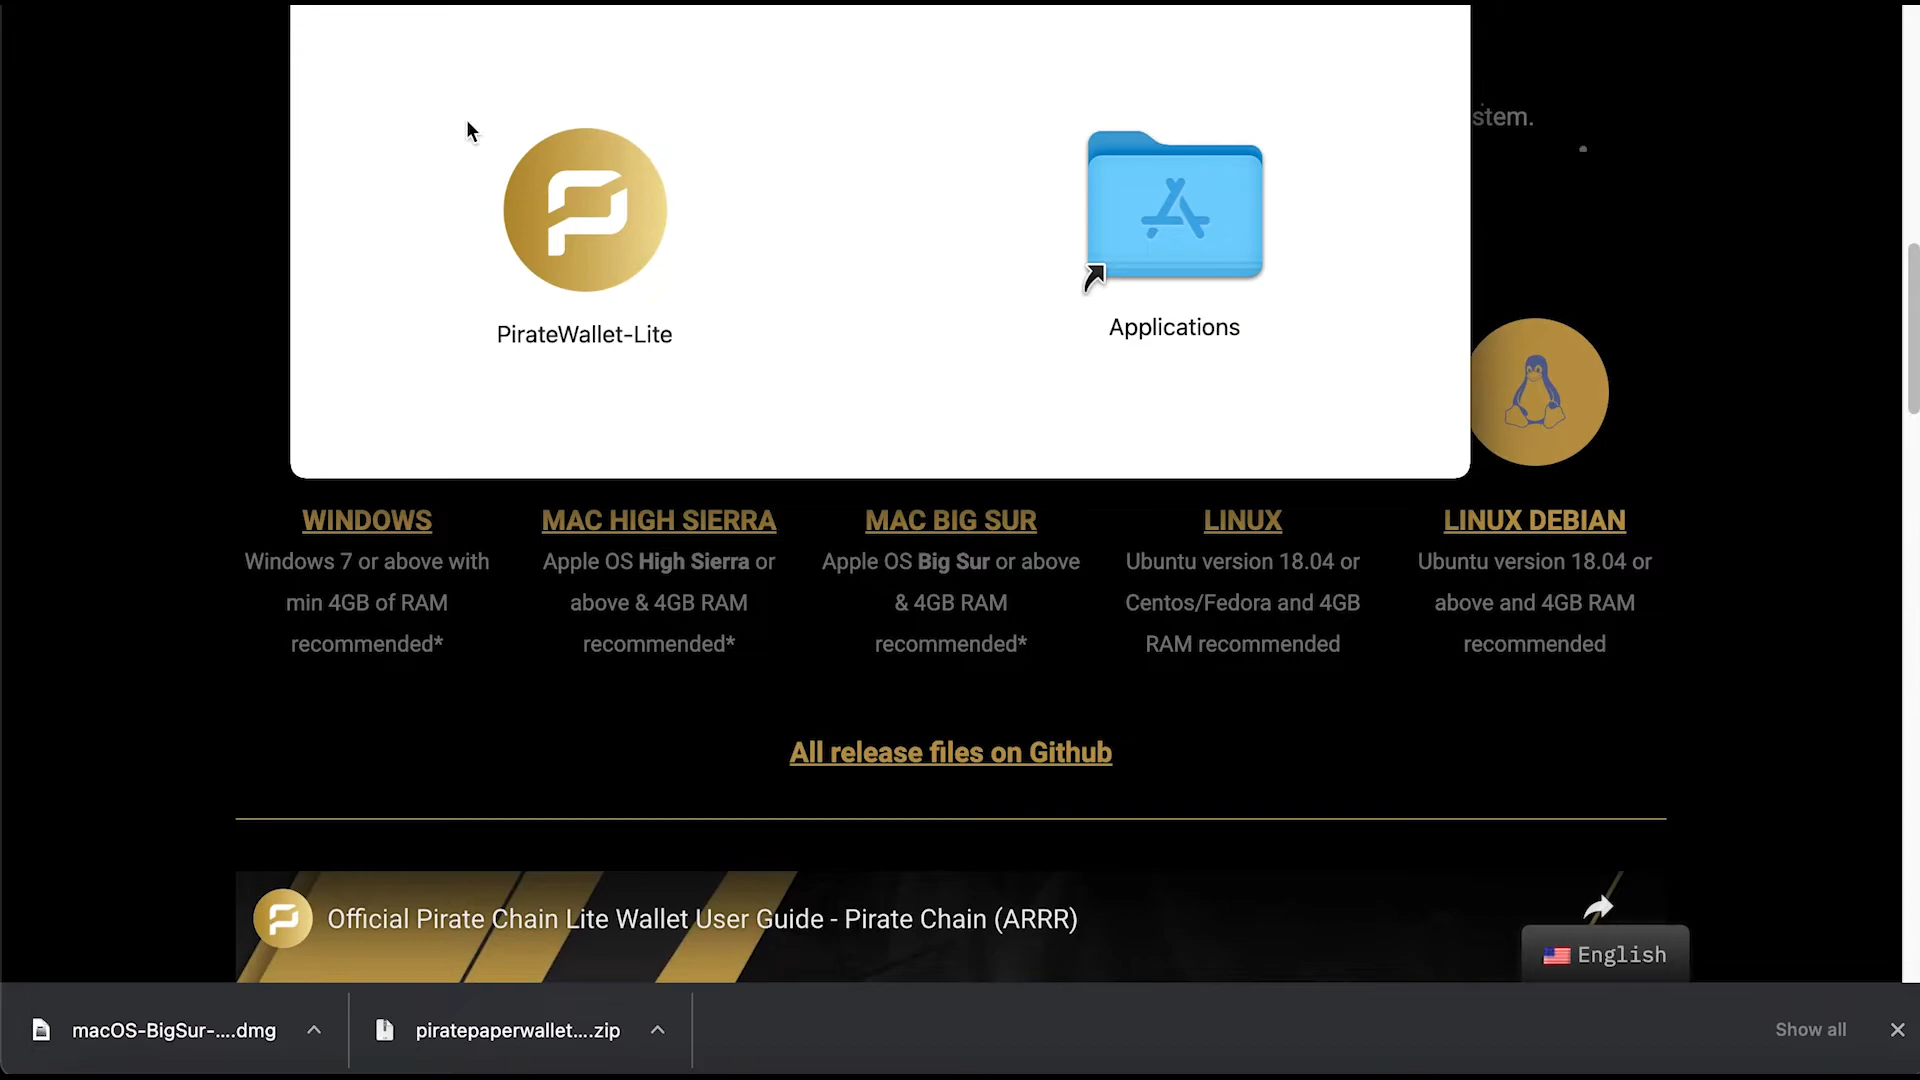 stem.
PirateWallet-Lite
Applications
WINDOWS
Windows 7 or above with
min 4GB of RAM
recommended*
MAC HIGH SIERRA
Apple OS High Sierra or
above & 4GB RAM
recommended*
MAC BIG SUR
Apple OS Big Sur or above
& 4GB RAM
recommended*
LINUX
Ubuntu version 18.04 or
Centos/Fedora and 4GB
RAM recommended
LINUX DEBIAN
Ubuntu version 18.04 or
above and 4GB RAM
recommended
All release files on Github
Official Pirate Chain Lite Wallet User Guide - Pirate Chain (ARRR)
English
macOS-BigSur-....dmg
piratepaperwallet....zip
Show all